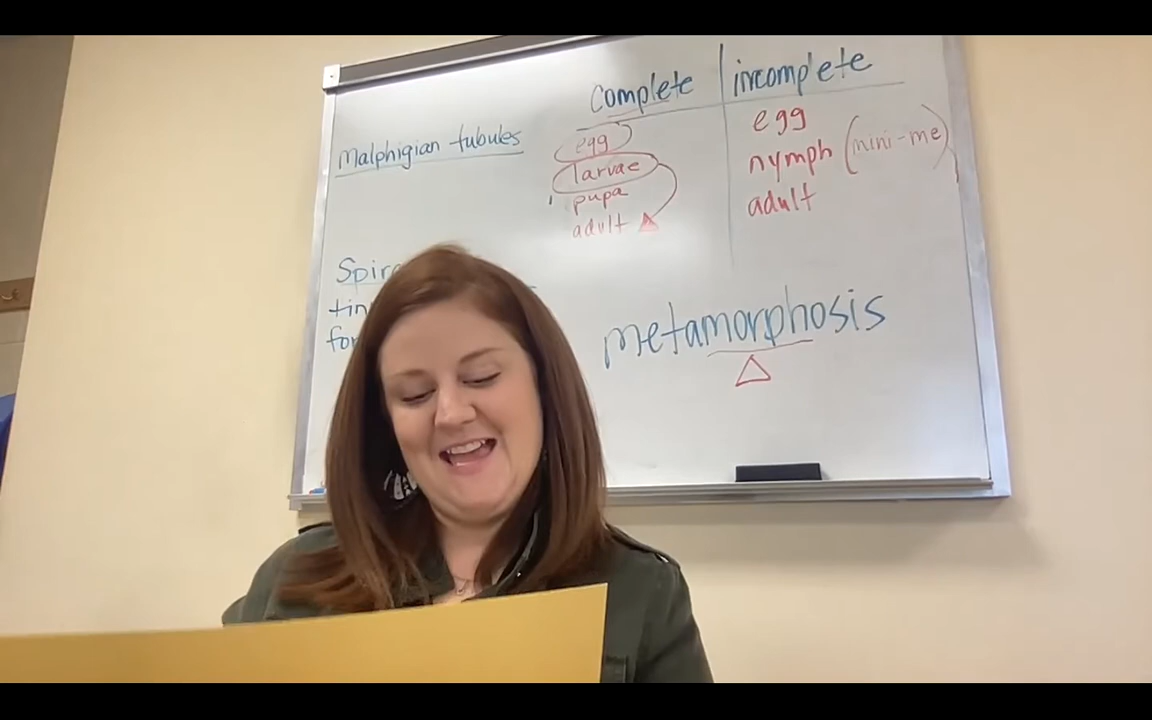 complete | incomplete
Malphigian tubules
egg
larvae
pupa
adult
egg
nymph (mini-me)
adult
metamorphosis